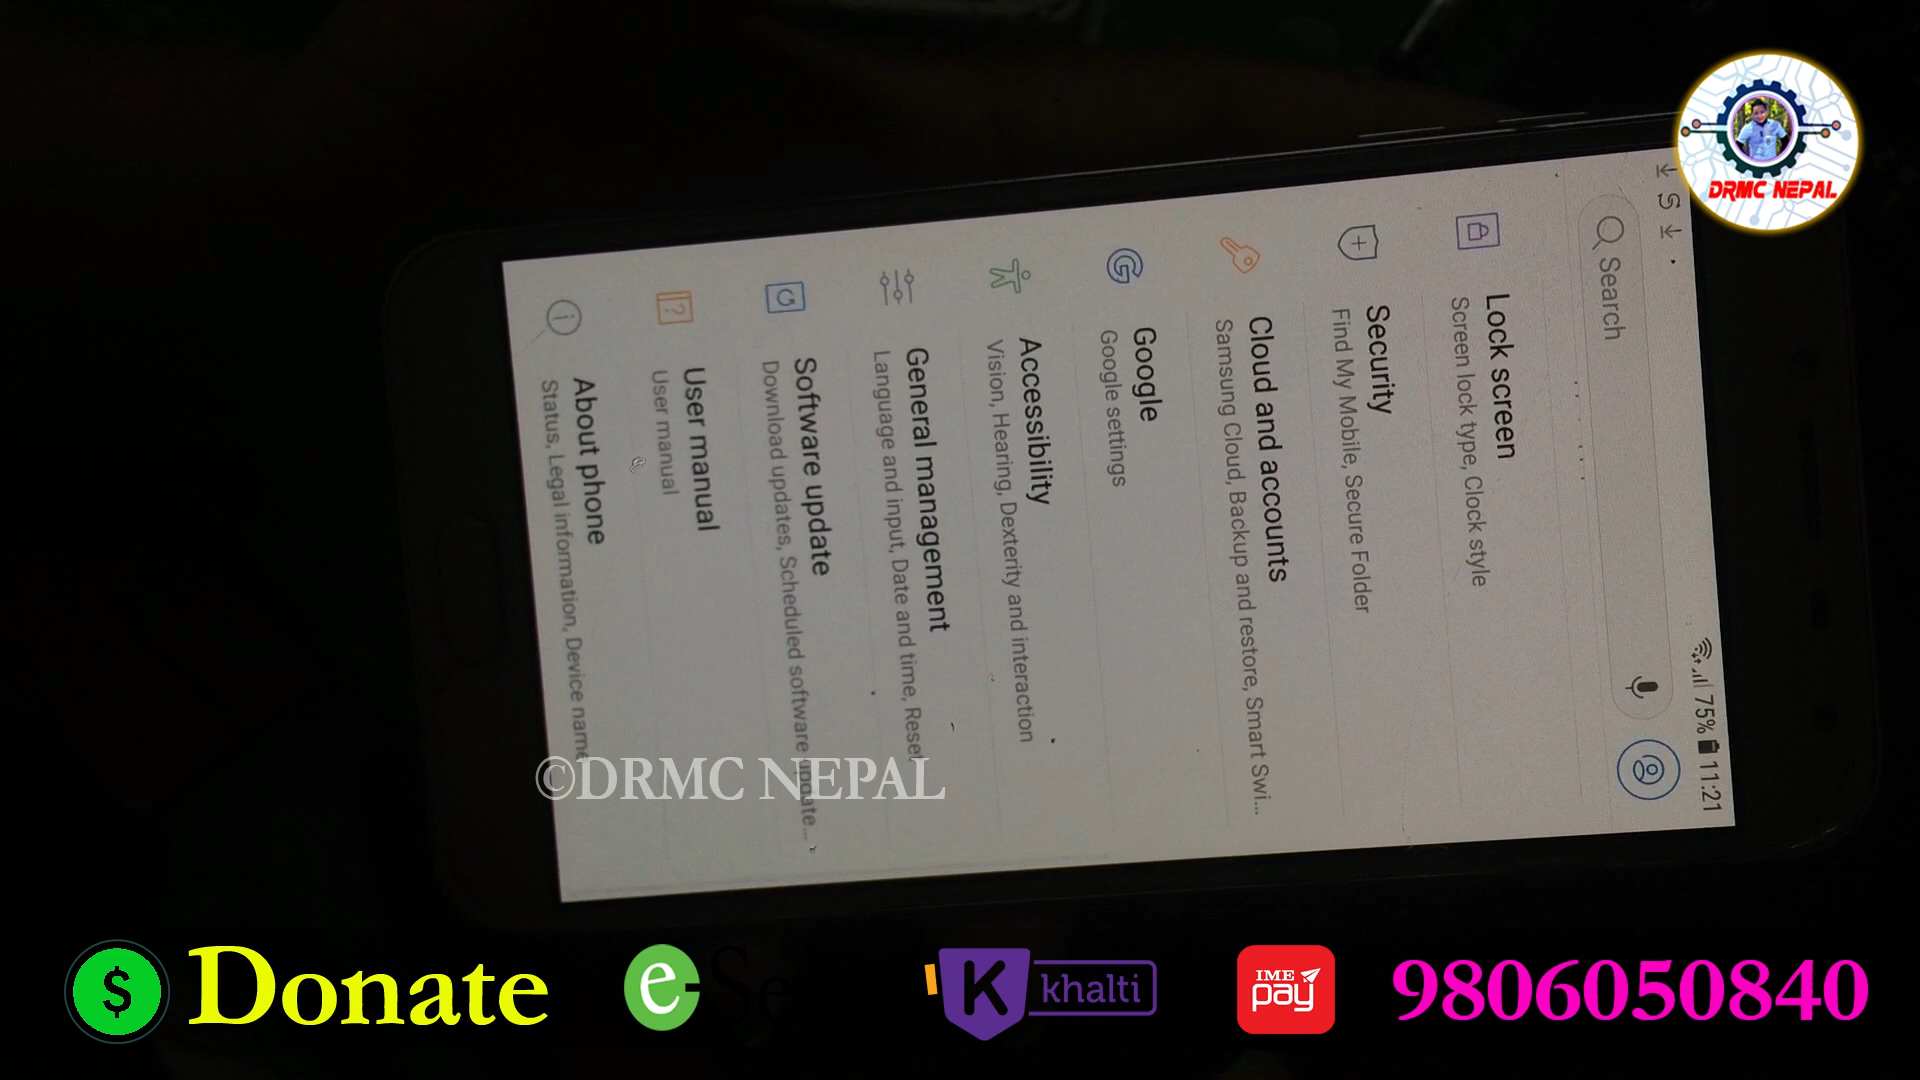 DRMC NEPAL
75% 11:21
Search
Lock screen
Screen lock type, Clock style
Security
Find My Mobile, Secure Folder
Cloud and accounts
Samsung Cloud, Backup and restore, Smart Swi...
Google
Google settings
Accessibility
Vision, Hearing, Dexterity and interaction
General management
Language and input, Date and time, Reset
Software update
Download updates, Scheduled software update...
User manual
User manual
About phone
Status, Legal information, Device name
©DRMC NEPAL
$ Donate
e-Se
K khalti
IME pay
9806050840